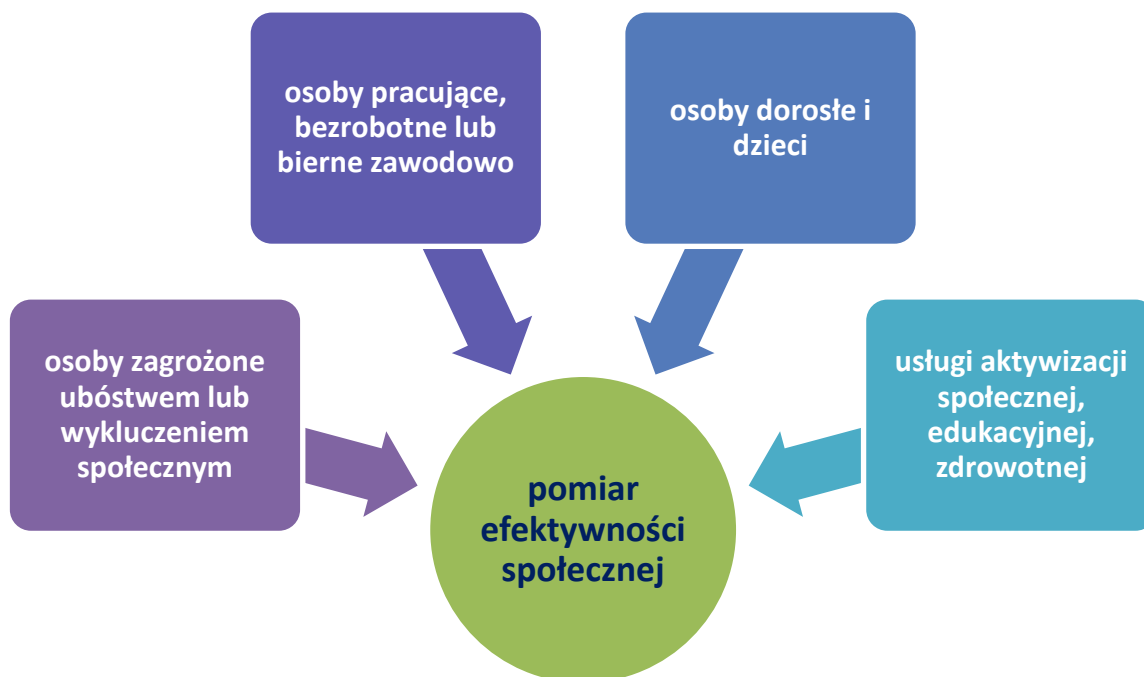 osoby pracujące,
bezrobotne lub
bierne zawodowo
osoby dorosłe i
dzieci
osoby zagrożone
ubóstwem lub
wykluczeniem
społecznym
usługi aktywizacji
społecznej,
edukacyjnej,
zdrowotnej
pomiar
efektywności
społecznej